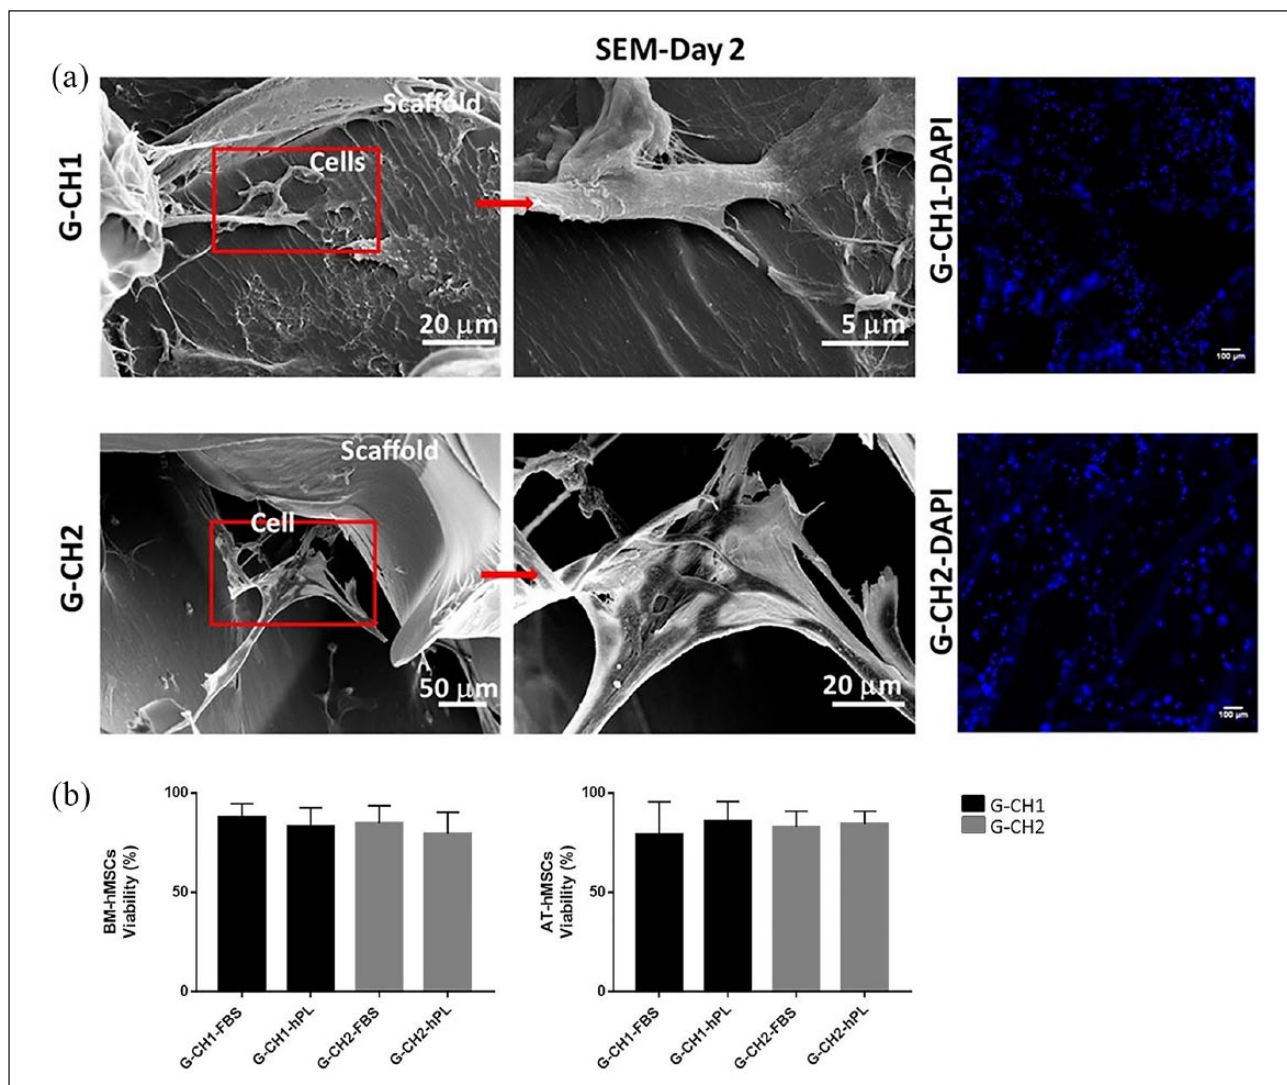 SEM-Day 2
(a)
G-CH1
Scaffold
Cells
20 µm
5 µm
G-CH1-DAPI
100 µm
G-CH2
Scaffold
Cell
50 µm
20 µm
G-CH2-DAPI
100 µm
(b)
BM-hMSCs
Viability (%)
100
50
0
G-CH1-FBS
G-CH1-hPL
G-CH2-FBS
G-CH2-hPL
AT-hMSCs
Viability (%)
100
50
0
G-CH1-FBS
G-CH1-hPL
G-CH2-FBS
G-CH2-hPL
G-CH1
G-CH2